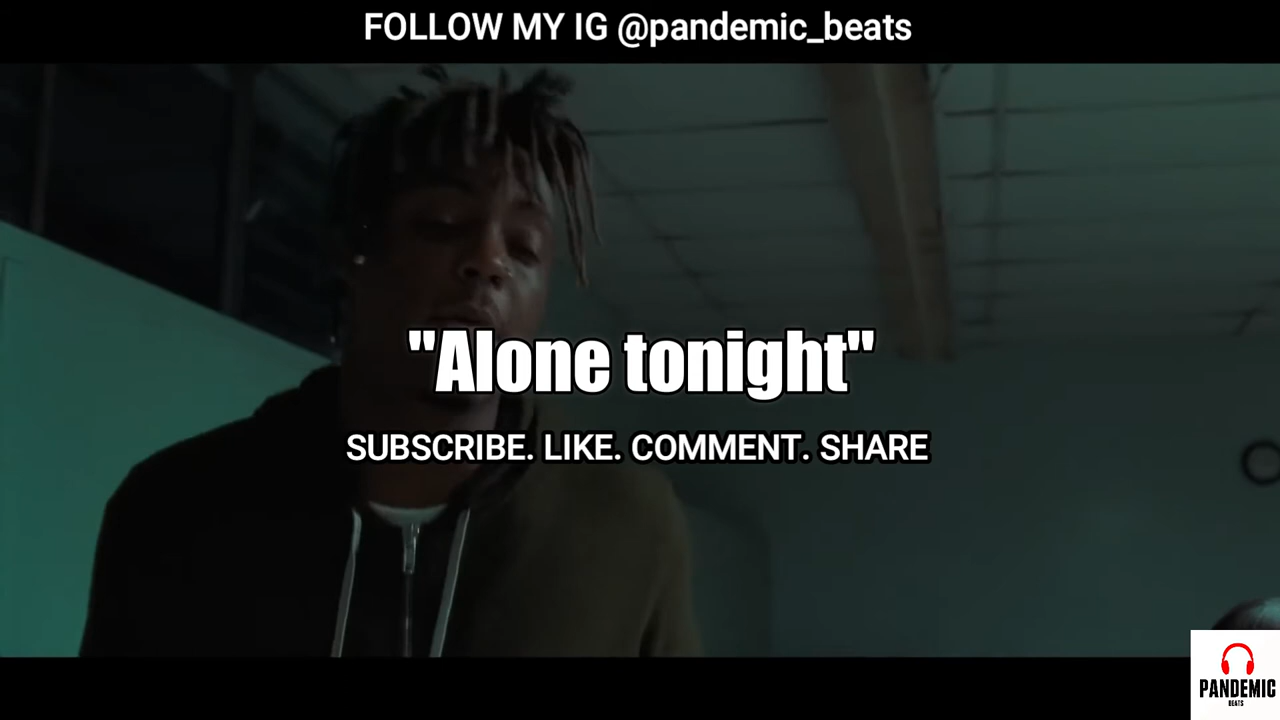 FOLLOW MY IG @pandemic_beats
"Alone tonight"
SUBSCRIBE. LIKE. COMMENT. SHARE
PANDEMIC
BEATS